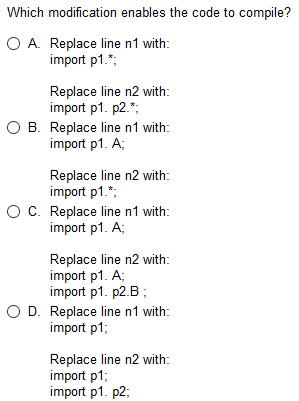 Which modification enables the code to compile?
A. Replace line n1 with:
import p1.*;
Replace line n2 with:
import p1. p2.*;
B. Replace line n1 with:
import p1. A;
Replace line n2 with:
import p1.*;
C. Replace line n1 with:
import p1. A;
Replace line n2 with:
import p1. A;
import p1. p2.B ;
D. Replace line n1 with:
import p1;
Replace line n2 with:
import p1;
import p1. p2;